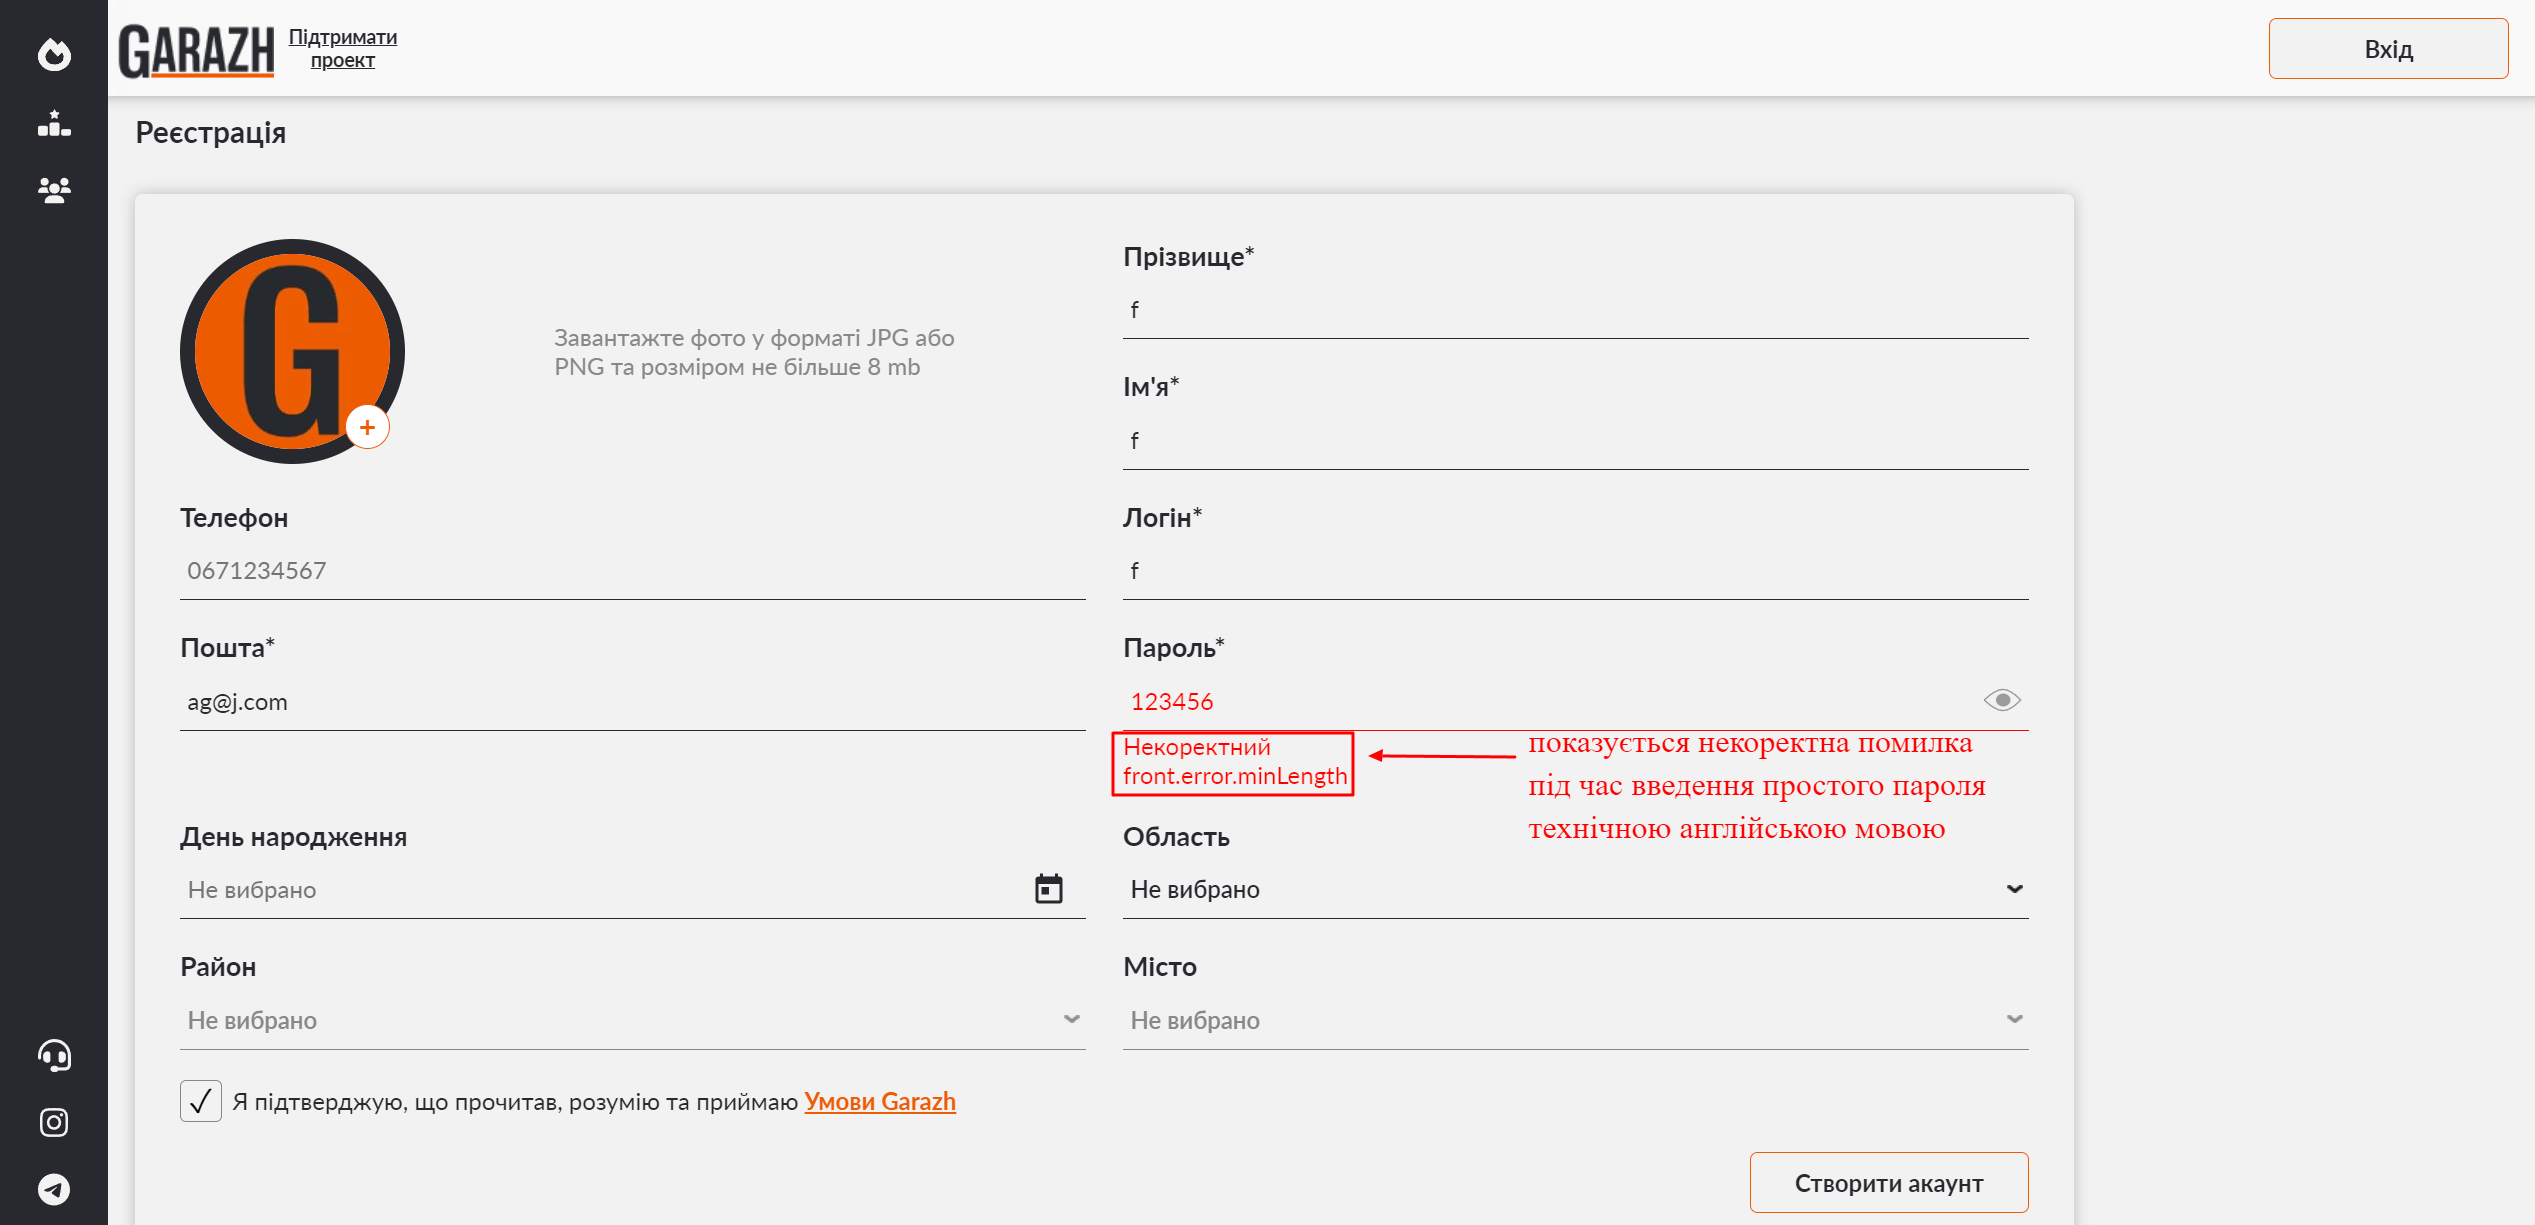 GARAZH
Підтримати
проект
Вхід
Реєстрація
G
+
Завантажте фото у форматі JPG або
PNG та розміром не більше 8 mb
Прізвище*
f
Ім'я*
f
Телефон
0671234567
Логін*
f
Пошта*
ag@j.com
Пароль*
123456
Некоректний
front.error.minLength
показується некоректна помилка
під час введення простого пароля
технічною англійською мовою
День народження
Не вибрано
Область
Не вибрано
Район
Не вибрано
Місто
Не вибрано
Я підтверджую, що прочитав, розумію та приймаю Умови Garazh
Створити акаунт